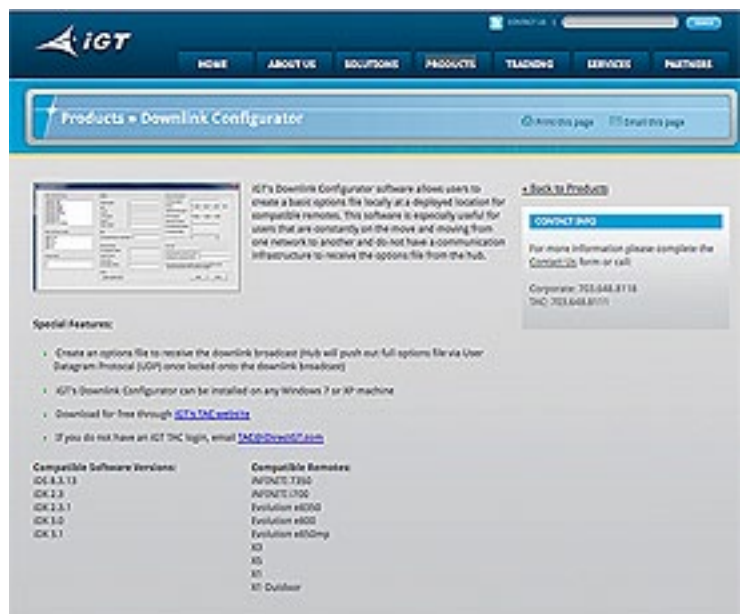 iGT
CONTACT US |
HOME ABOUT US SOLUTIONS PRODUCTS TRAINING SERVICES PARTNERS
Products » Downlink Configurator
Print this page Email this page
iGT's Downlink Configurator software allows users to
create a basic options file locally at a deployed location for
compatible remotes. This software is especially useful for
users that are constantly on the move and moving from
one network to another and do not have a communication
infrastructure to receive the options file from the hub.
« Back to Products
CONTACT INFO
For more information please complete the
Contact Us form or call:
Corporate: 703.648.8118
TAC: 703.648.8111
Special Features:
Create an options file to receive the downlink broadcast (Hub will push out full options file via User
Datagram Protocal (UDP) once locked onto the downlink broadcast)
iGT's Downlink Configurator can be installed on any Windows 7 or XP machine
Download for free through iGT's TAC website
If you do not have an iGT TAC login, email TAC@DirectiGT.com
Compatible Software Versions:
iDS 8.3.13
iDX 2.3
iDX 2.3.1
iDX 3.0
iDX 3.1
Compatible Remotes:
iNFINITI 7350
iNFINITI i700
Evolution e8350
Evolution e800
Evolution e850mp
X3
X5
X1
X1 Outdoor